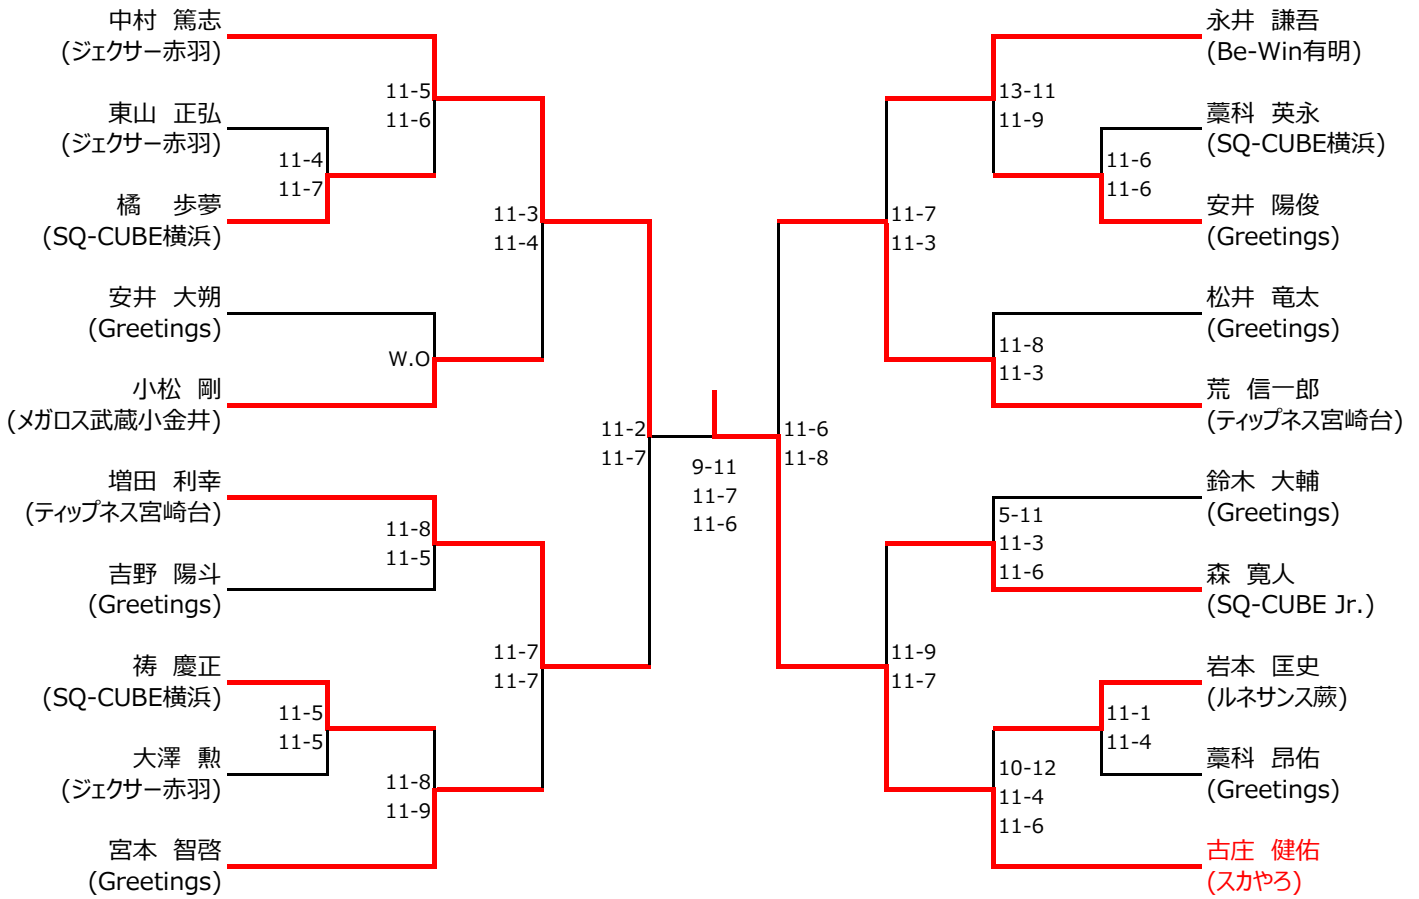 中村 篤志
(ジェクサー赤羽)
東山 正弘
(ジェクサー赤羽)
橘 歩夢
(SQ-CUBE横浜)
安井 大朔
(Greetings)
小松 剛
(メガロス武蔵小金井)
増田 利幸
(ティップネス宮崎台)
吉野 陽斗
(Greetings)
祷 慶正
(SQ-CUBE横浜)
大澤 勲
(ジェクサー赤羽)
宮本 智啓
(Greetings)
11-5
11-6
11-4
11-7
W.O
11-8
11-5
11-5
11-5
11-8
11-9
11-3
11-4
11-7
11-7
11-2
11-7
9-11
11-7
11-6
11-6
11-8
11-7
11-3
11-9
11-7
13-11
11-9
11-6
11-6
11-8
11-3
5-11
11-3
11-6
11-1
11-4
10-12
11-4
11-6
永井 謙吾
(Be-Win有明)
藁科 英永
(SQ-CUBE横浜)
安井 陽俊
(Greetings)
松井 竜太
(Greetings)
荒 信一郎
(ティップネス宮崎台)
鈴木 大輔
(Greetings)
森 寛人
(SQ-CUBE Jr.)
岩本 匡史
(ルネサンス蕨)
藁科 昂佑
(Greetings)
古庄 健佑
(スカやろ)